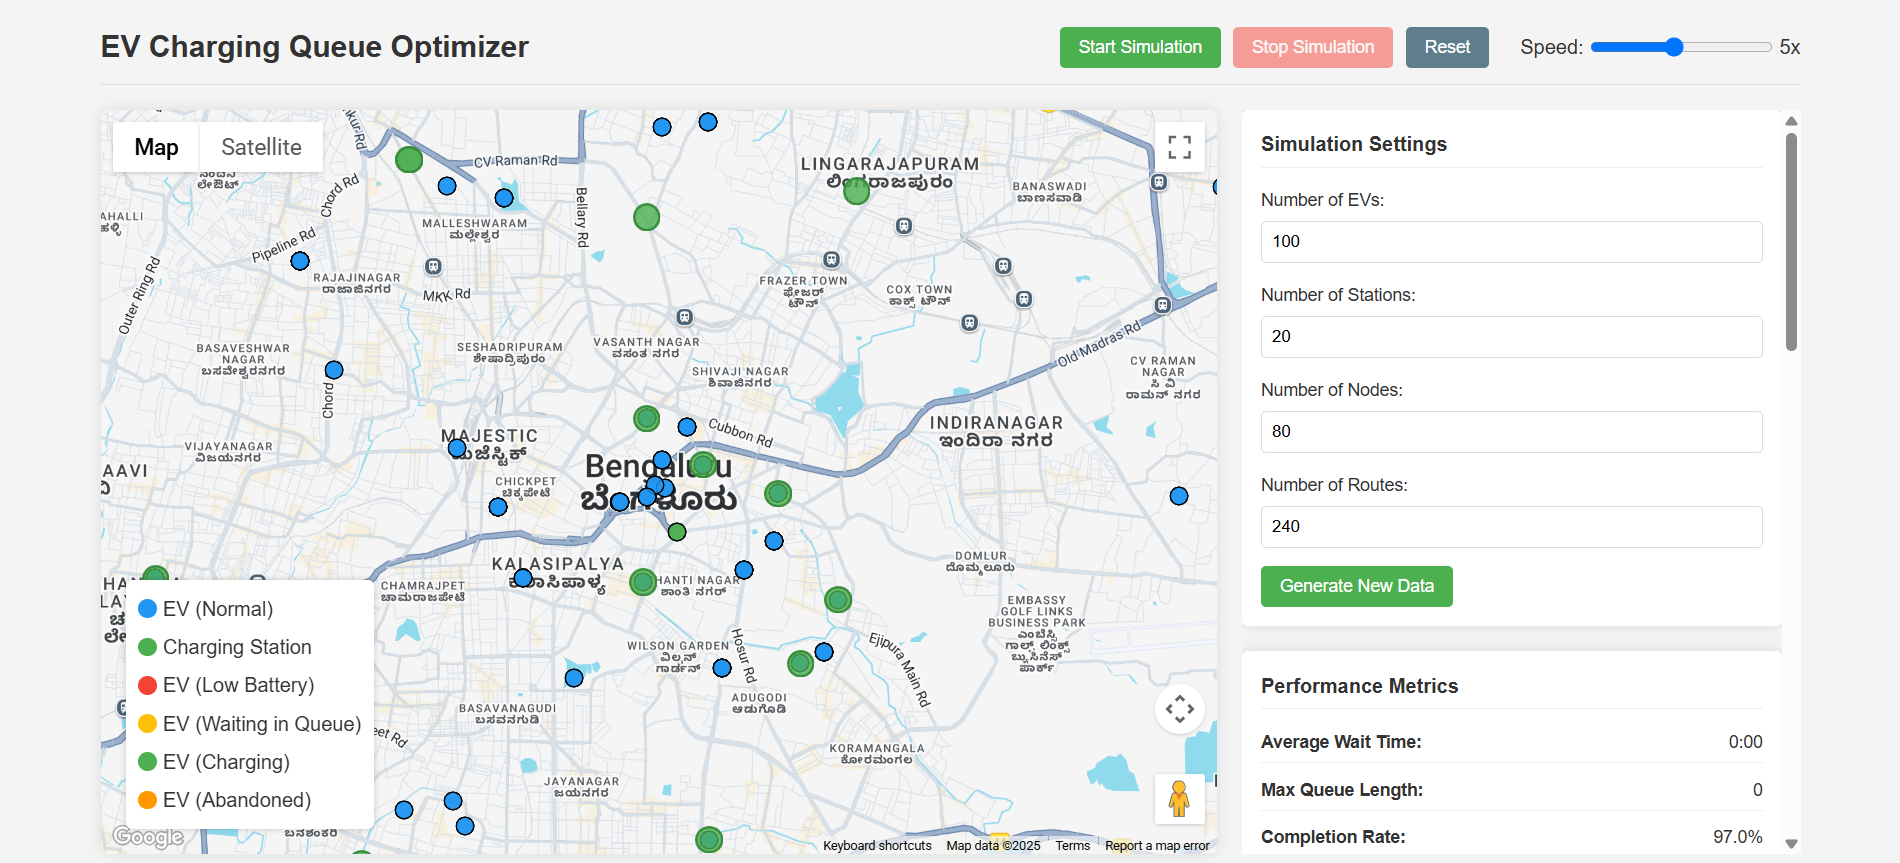 EV Charging Queue Optimizer
Start Simulation
Stop Simulation
Reset
Speed:
5x
Map
Satellite
CV Raman Rd
Chord Rd
Bellary Rd
LINGARAJAPURAM
ಲಿಂಗರಾಜಪುರಂ
BANASWADI
ಬಾಣಸವಾಡಿ
MALLESHWARAM
ಮಲ್ಲೇಶ್ವರ
Pipeline Rd
Outer Ring Rd
RAJAJINAGAR
ರಾಜಾಜಿನಗರ
MKK Rd
FRAZER TOWN
ಫ್ರೇಜರ್
ಟೌನ್
COX TOWN
ಕಾಕ್ಸ್ ಟೌನ್
Old Madras Rd
BASAVESHWAR
NAGAR
ಬಸವೇಶ್ವರನಗರ
SESHADRIPURAM
ಶೇಷಾದ್ರಿಪುರಂ
VASANTH NAGAR
ವಸಂತ ನಗರ
SHIVAJI NAGAR
ಶಿವಾಜಿನಗರ
CV RAMAN
NAGAR
ಸಿ ವಿ
ರಾಮನ್ ನಗರ
Chord
Cubbon Rd
INDIRANAGAR
ಇಂದಿರಾ ನಗರ
MAJESTIC
VIJAYANAGAR
ವಿಜಯನಗರ
Bengaluru
ಬೆಂಗಳೂರು
CHICKPET
ಚಿಕ್ಕಪೇಟೆ
KALASIPALYA
DOMLUR
ದೊಮ್ಮಲೂರು
CHAMRAJPET
ಚಾಮರಾಜಪೇಟೆ
HANTI NAGAR
ಶಾಂತಿ ನಗರ್
EMBASSY
GOLF LINKS
BUSINESS PARK
ಎಂಬೆಸ್ಸಿ
ಗಾಲ್ಫ್ ಲಿಂಕ್ಸ್
ಬ್ಯುಸಿನೆಸ್
ಪಾರ್ಕ್
WILSON GARDEN
ವಿಲ್ಸನ್
ಗಾರ್ಡನ್
Hosur Rd
Ejipura Main Rd
ADUGODI
ಆಡುಗೊಡಿ
BASAVANAGUDI
ಬಸವನಗುಡಿ
KORAMANGALA
ಕೋರಮಂಗಲ
JAYANAGAR
ಜಯನಗರ
ಬನಶಂಕರಿ
EV (Normal)
Charging Station
EV (Low Battery)
EV (Waiting in Queue)
EV (Charging)
EV (Abandoned)
Google
Keyboard shortcuts
Map data ©2025
Terms
Report a map error
Simulation Settings
Number of EVs:
100
Number of Stations:
20
Number of Nodes:
80
Number of Routes:
240
Generate New Data
Performance Metrics
Average Wait Time:
0:00
Max Queue Length:
0
Completion Rate:
97.0%